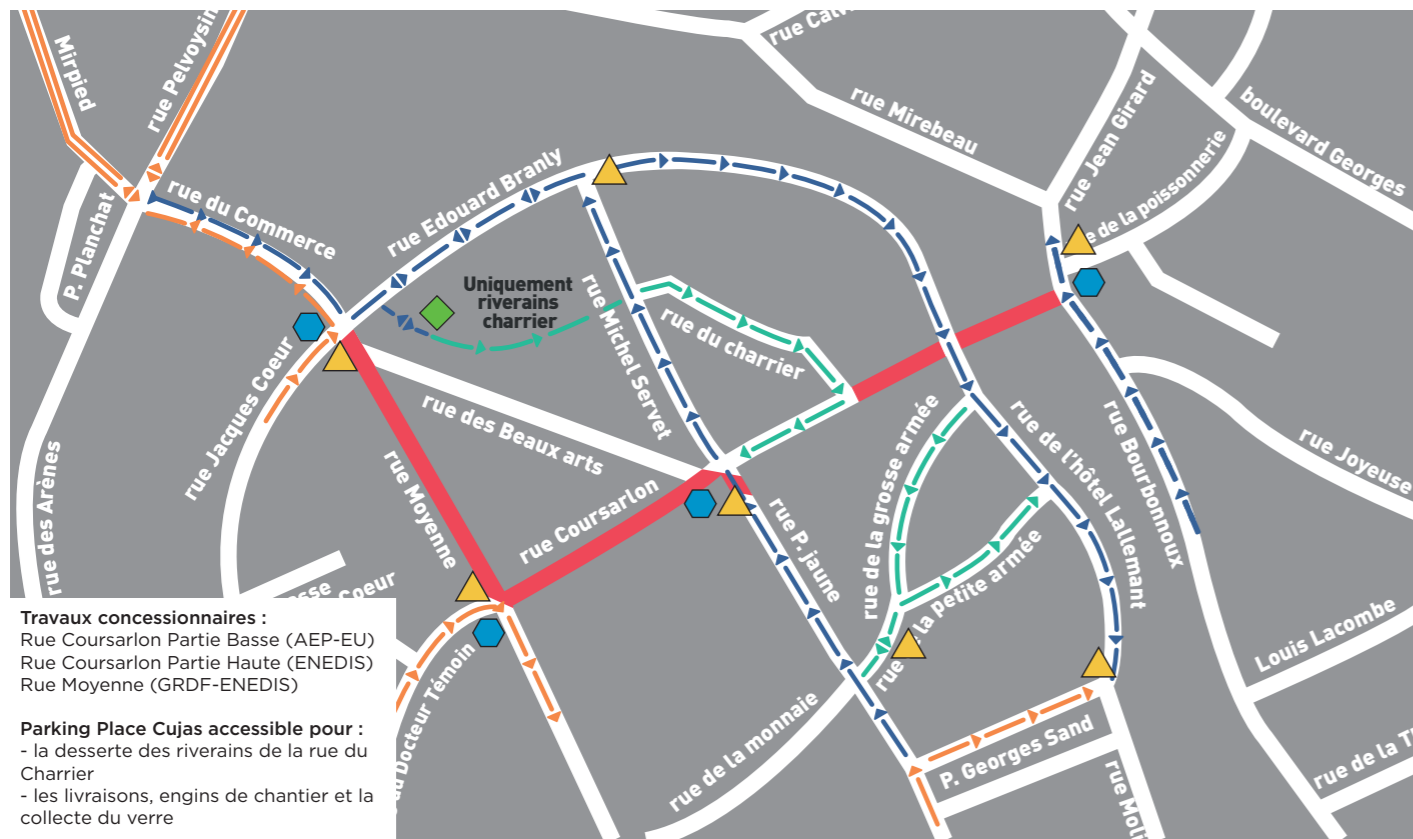 Mirpied
rue Pelvoysin
rue Mirebeau
rue Jean Girard
boulevard Georges
de la poissonnerie
P. Planchat
rue du Commerce
rue Edouard Branly
Uniquement
riverains
charrier
rue Michel Servet
rue du charrier
rue des Arènes
rue Jacques Coeur
rue des Beaux arts
rue Moyenne
rue Coursarlon
rue P. jaune
rue de la grosse armée
rue de l'hôtel Lallemant
rue Bourbonnoux
rue Joyeuse
Coeur
rue la petite armée
Louis Lacombe
du Docteur Témoin
rue de la monnaie
P. Georges Sand
rue de la
Travaux concessionnaires :
Rue Coursarlon Partie Basse (AEP-EU)
Rue Coursarlon Partie Haute (ENEDIS)
Rue Moyenne (GRDF-ENEDIS)
Parking Place Cujas accessible pour :
- la desserte des riverains de la rue du
Charrier
- les livraisons, engins de chantier et la
collecte du verre